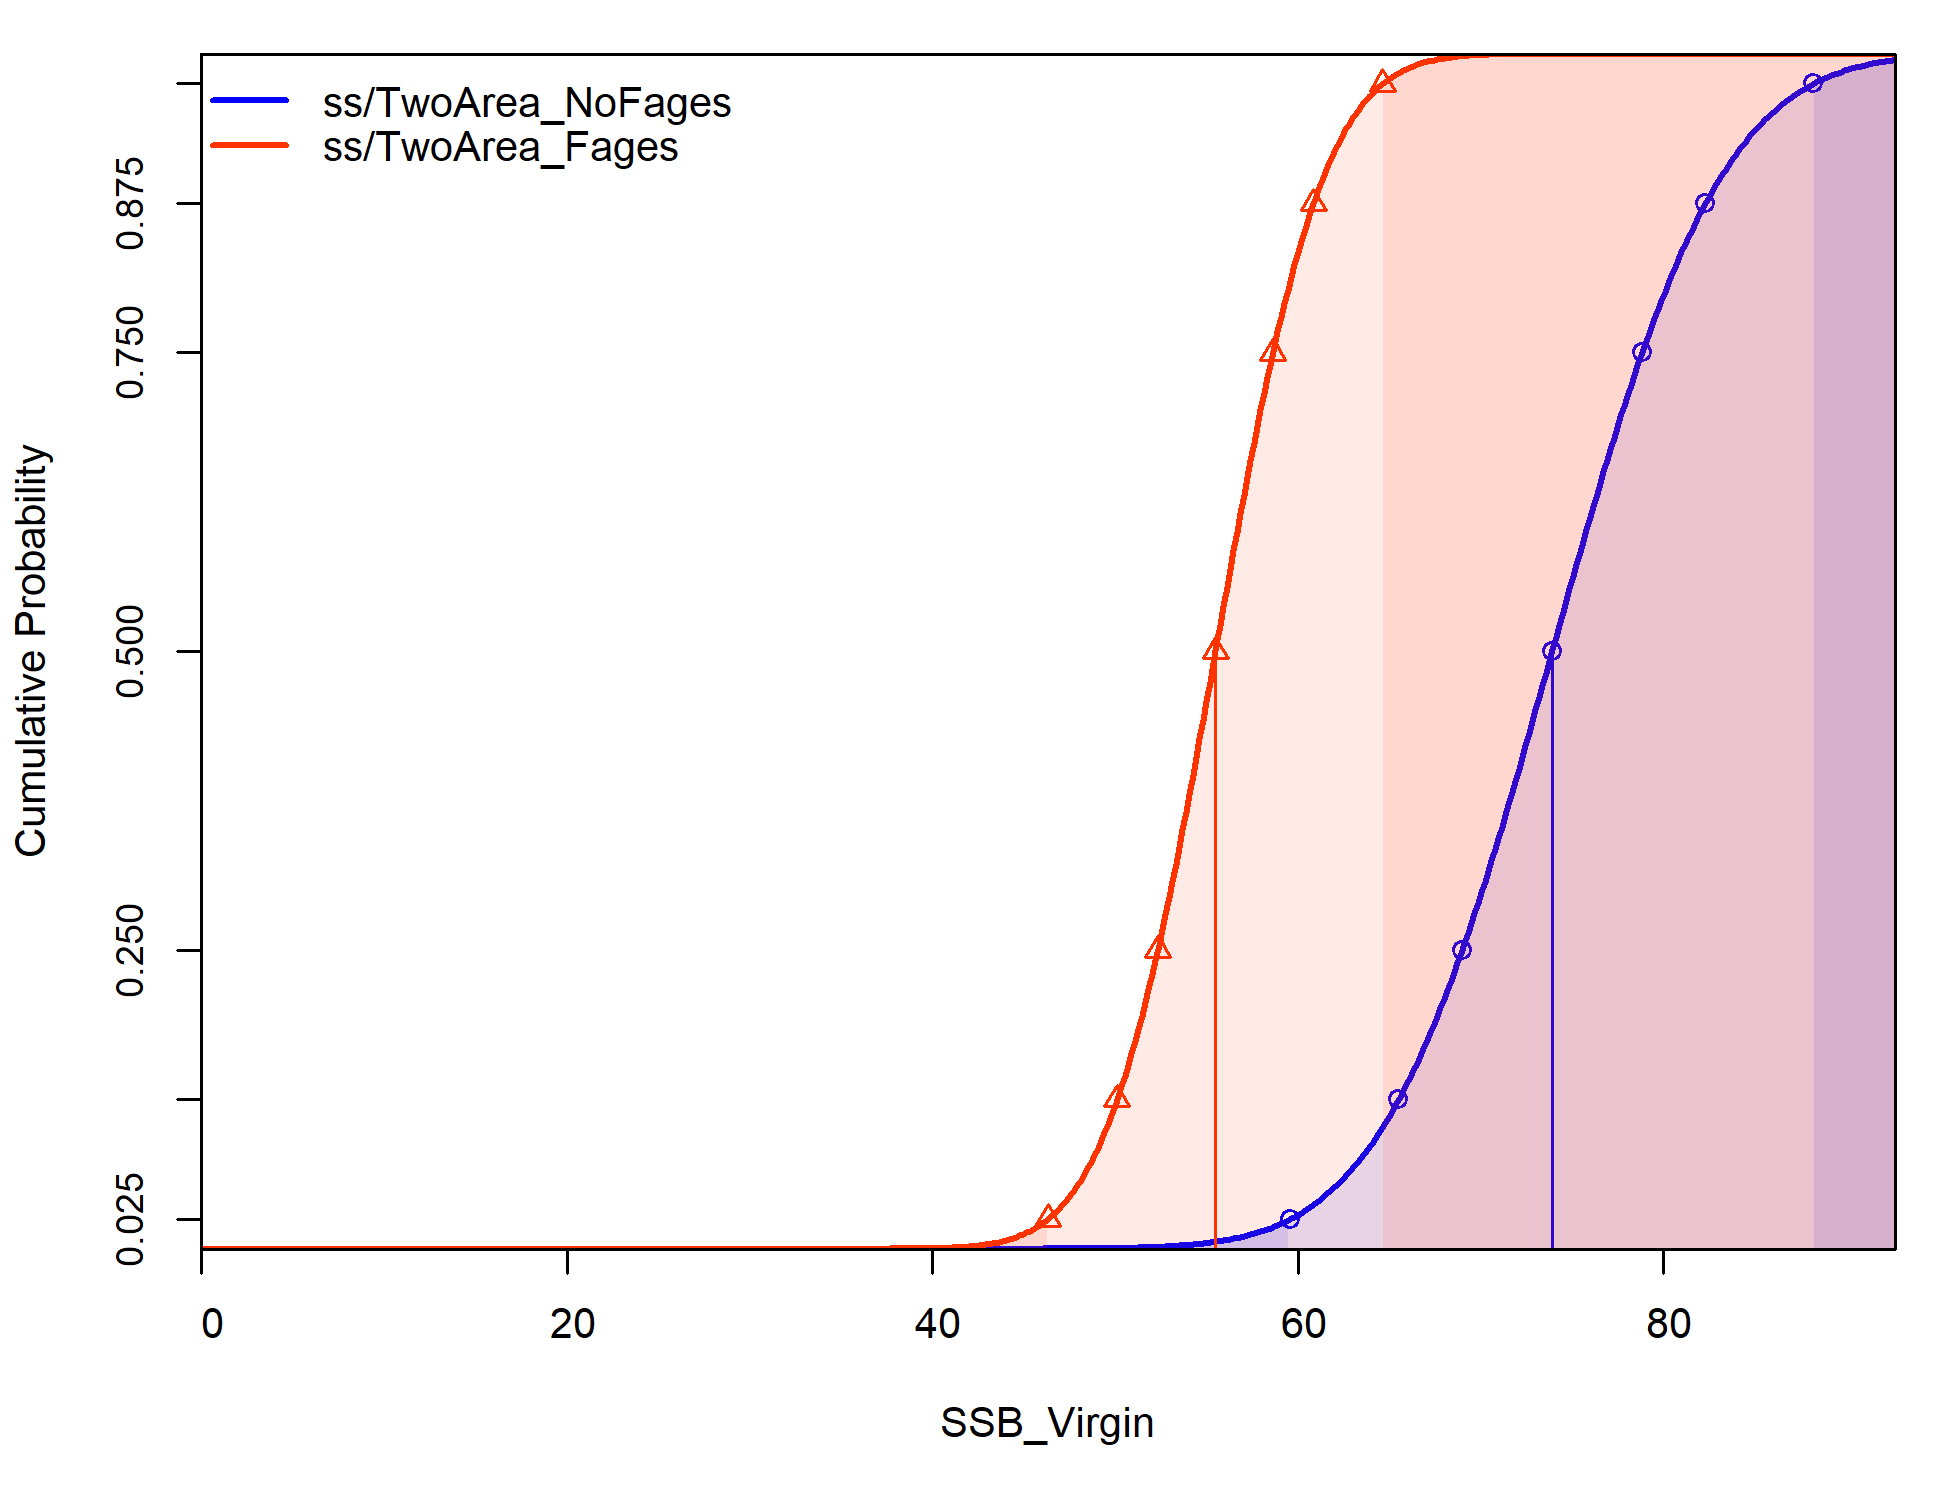 ss/TwoArea_NoFages
ss/TwoArea_Fages
Cumulative Probability
0.875
0.750
0.500
0.250
0.025
0 20 40 60 80
SSB_Virgin